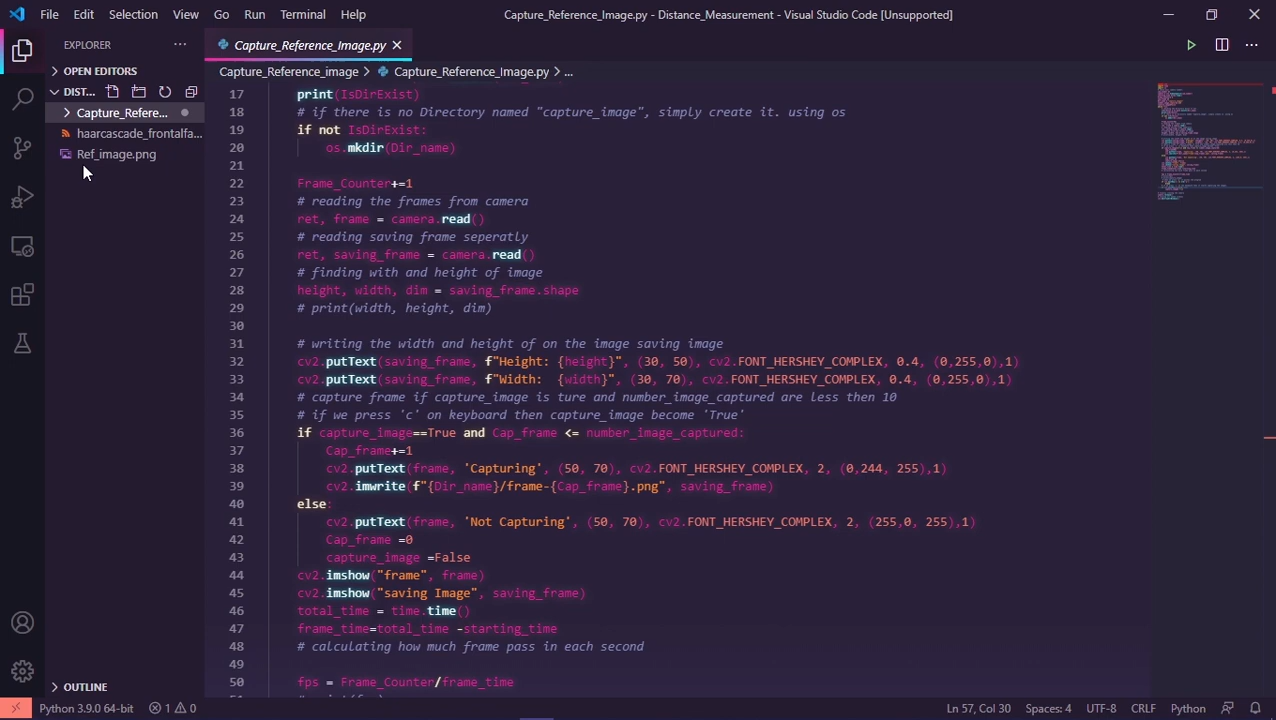 File Edit Selection View Go Run Terminal Help
Capture_Reference_Image.py - Distance_Measurement - Visual Studio Code [Unsupported]
EXPLORER
Capture_Reference_Image.py
OPEN EDITORS
DIST...
Capture_Refere...
haarcascade_frontalfa...
Ref_image.png
OUTLINE
Capture_Reference_image > Capture_Reference_Image.py > ...
17 print(IsDirExist)
18 # if there is no Directory named "capture_image", simply create it. using os
19 if not IsDirExist:
20 os.mkdir(Dir_name)
21
22 Frame_Counter+=1
23 # reading the frames from camera
24 ret, frame = camera.read()
25 # reading saving frame seperatly
26 ret, saving_frame = camera.read()
27 # finding with and height of image
28 height, width, dim = saving_frame.shape
29 # print(width, height, dim)
30
31 # writing the width and height of on the image saving image
32 cv2.putText(saving_frame, f"Height: {height}", (30, 50), cv2.FONT_HERSHEY_COMPLEX, 0.4, (0,255,0),1)
33 cv2.putText(saving_frame, f"Width:  {width}", (30, 70), cv2.FONT_HERSHEY_COMPLEX, 0.4, (0,255,0),1)
34 # capture frame if capture_image is ture and number_image_captured are less then 10
35 # if we press 'c' on keyboard then capture_image become 'True'
36 if capture_image==True and Cap_frame <= number_image_captured:
37 Cap_frame+=1
38 cv2.putText(frame, 'Capturing', (50, 70), cv2.FONT_HERSHEY_COMPLEX, 2, (0,244, 255),1)
39 cv2.imwrite(f"{Dir_name}/frame-{Cap_frame}.png", saving_frame)
40 else:
41 cv2.putText(frame, 'Not Capturing', (50, 70), cv2.FONT_HERSHEY_COMPLEX, 2, (255,0, 255),1)
42 Cap_frame =0
43 capture_image =False
44 cv2.imshow("frame", frame)
45 cv2.imshow("saving Image", saving_frame)
46 total_time = time.time()
47 frame_time=total_time -starting_time
48 # calculating how much frame pass in each second
49
50 fps = Frame_Counter/frame_time
Python 3.9.0 64-bit 1 0
Ln 57, Col 30 Spaces: 4 UTF-8 CRLF Python